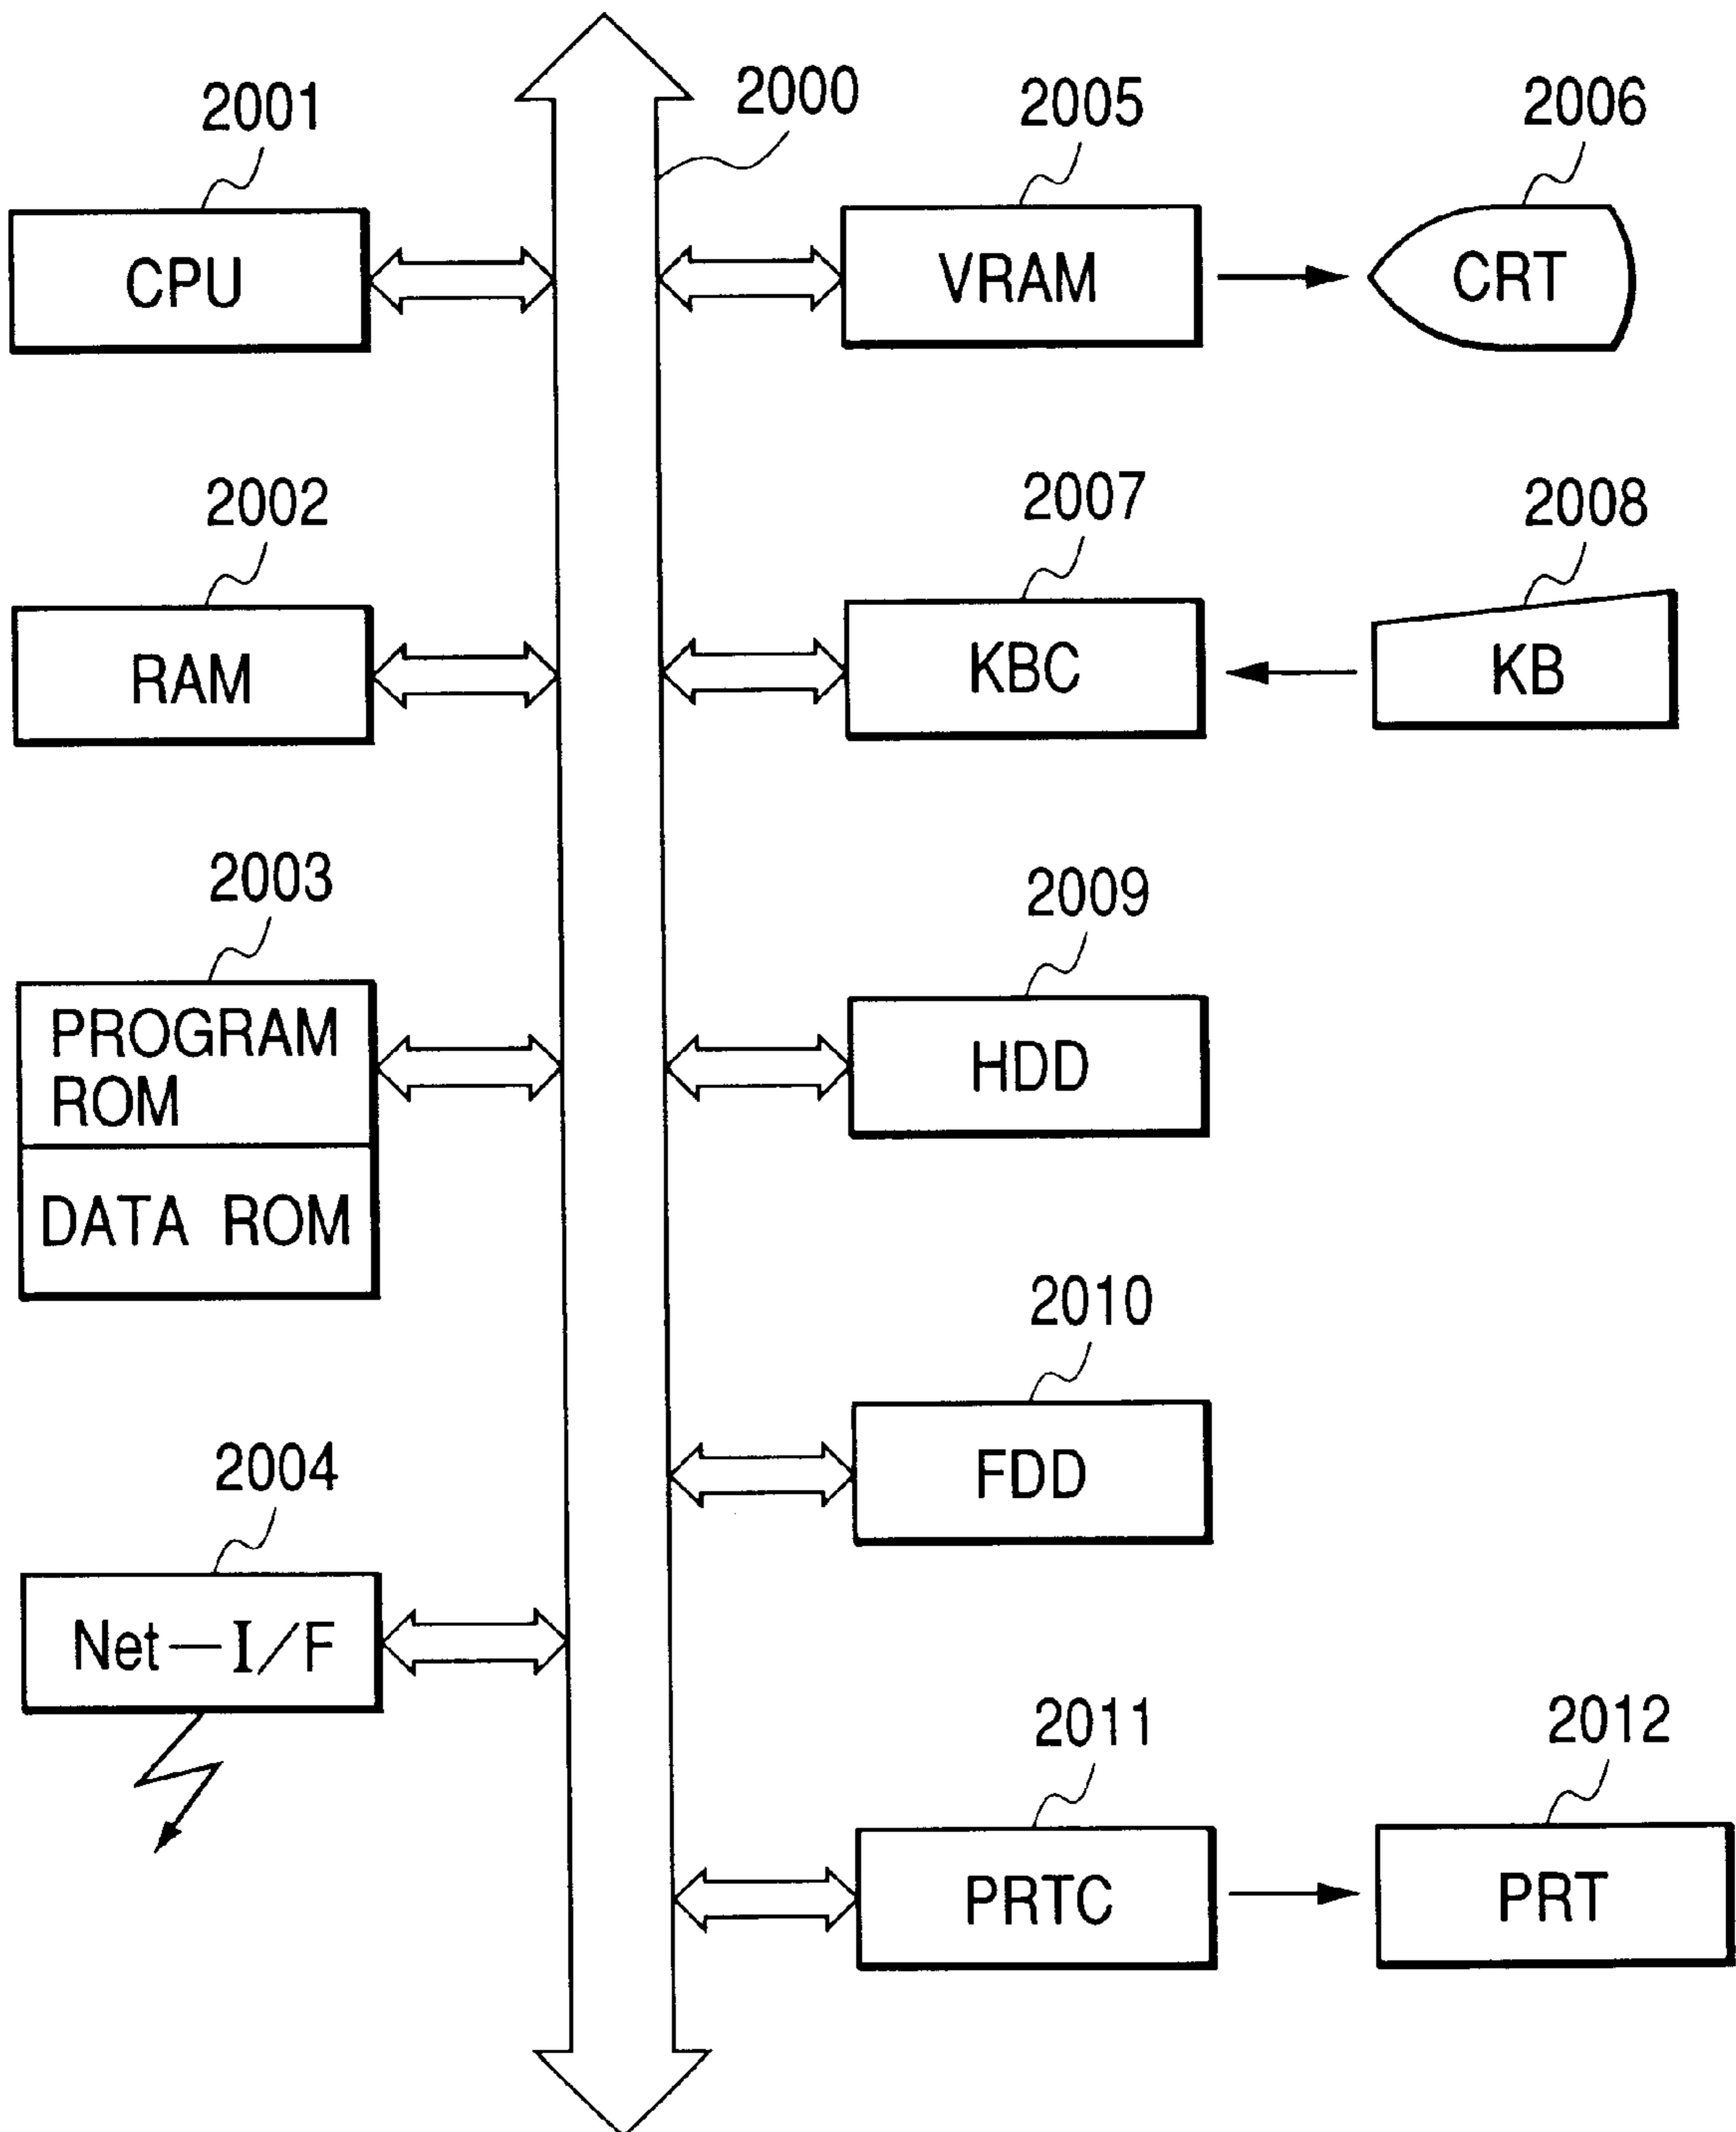 2000
2001
CPU
2005
VRAM
2006
CRT
2002
RAM
2007
KBC
2008
KB
2003
PROGRAM
ROM
DATA ROM
2009
HDD
2010
FDD
2004
Net—I/F
2011
PRTC
2012
PRT